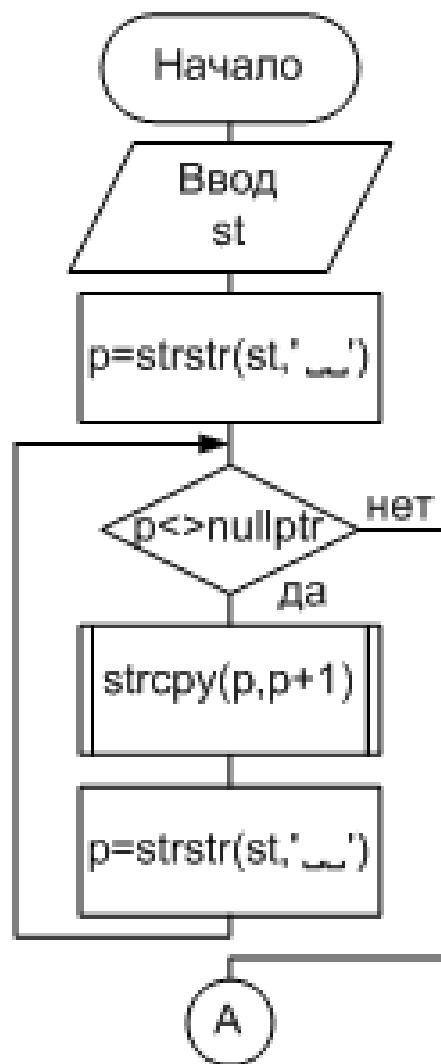 Начало
Ввод
st
p=strstr(st,'␣␣')
p<>nullptr
нет
да
strcpy(p,p+1)
p=strstr(st,'␣␣')
A